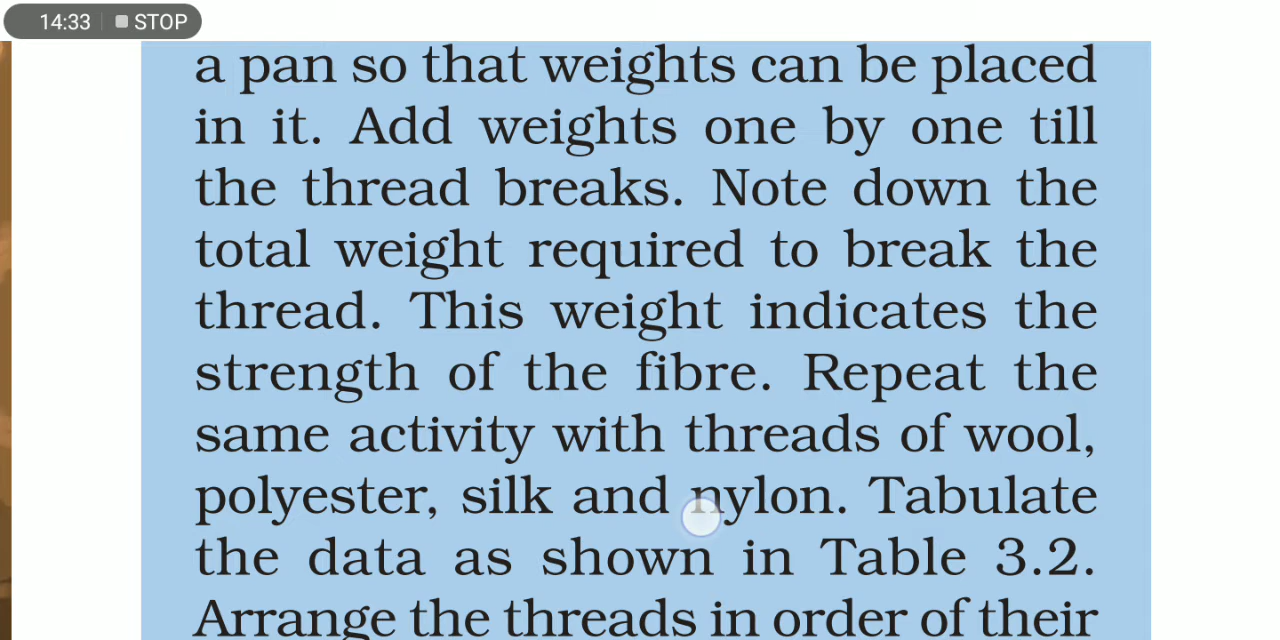 14:33 STOP
a pan so that weights can be placed
in it. Add weights one by one till
the thread breaks. Note down the
total weight required to break the
thread. This weight indicates the
strength of the fibre. Repeat the
same activity with threads of wool,
polyester, silk and nylon. Tabulate
the data as shown in Table 3.2.
Arrange the threads in order of their